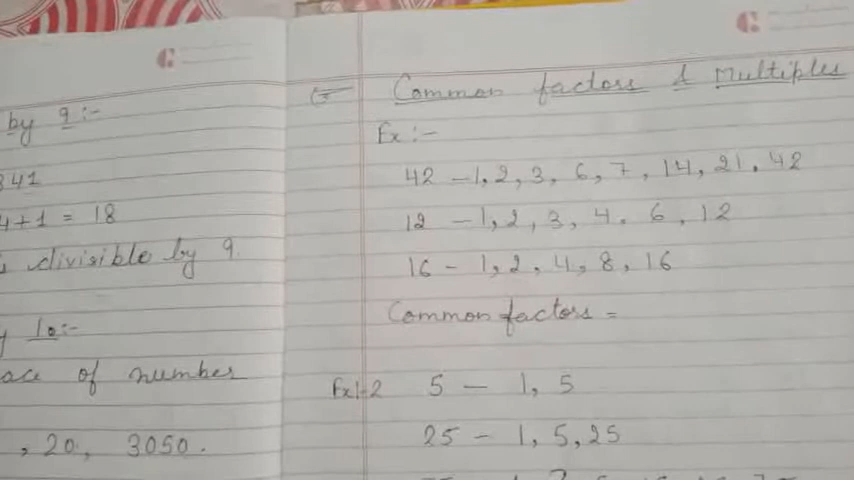 by 9:-
841
4+1 = 18
divisible by 9.
10:-
of number
, 20, 3050.
Common factors & Multiples
Ex:-
42 - 1, 2, 3, 6, 7, 14, 21, 42
12 - 1, 2, 3, 4, 6, 12
16 - 1, 2, 4, 8, 16
Common factors =
Ex:-2 5 - 1, 5
25 - 1, 5, 25